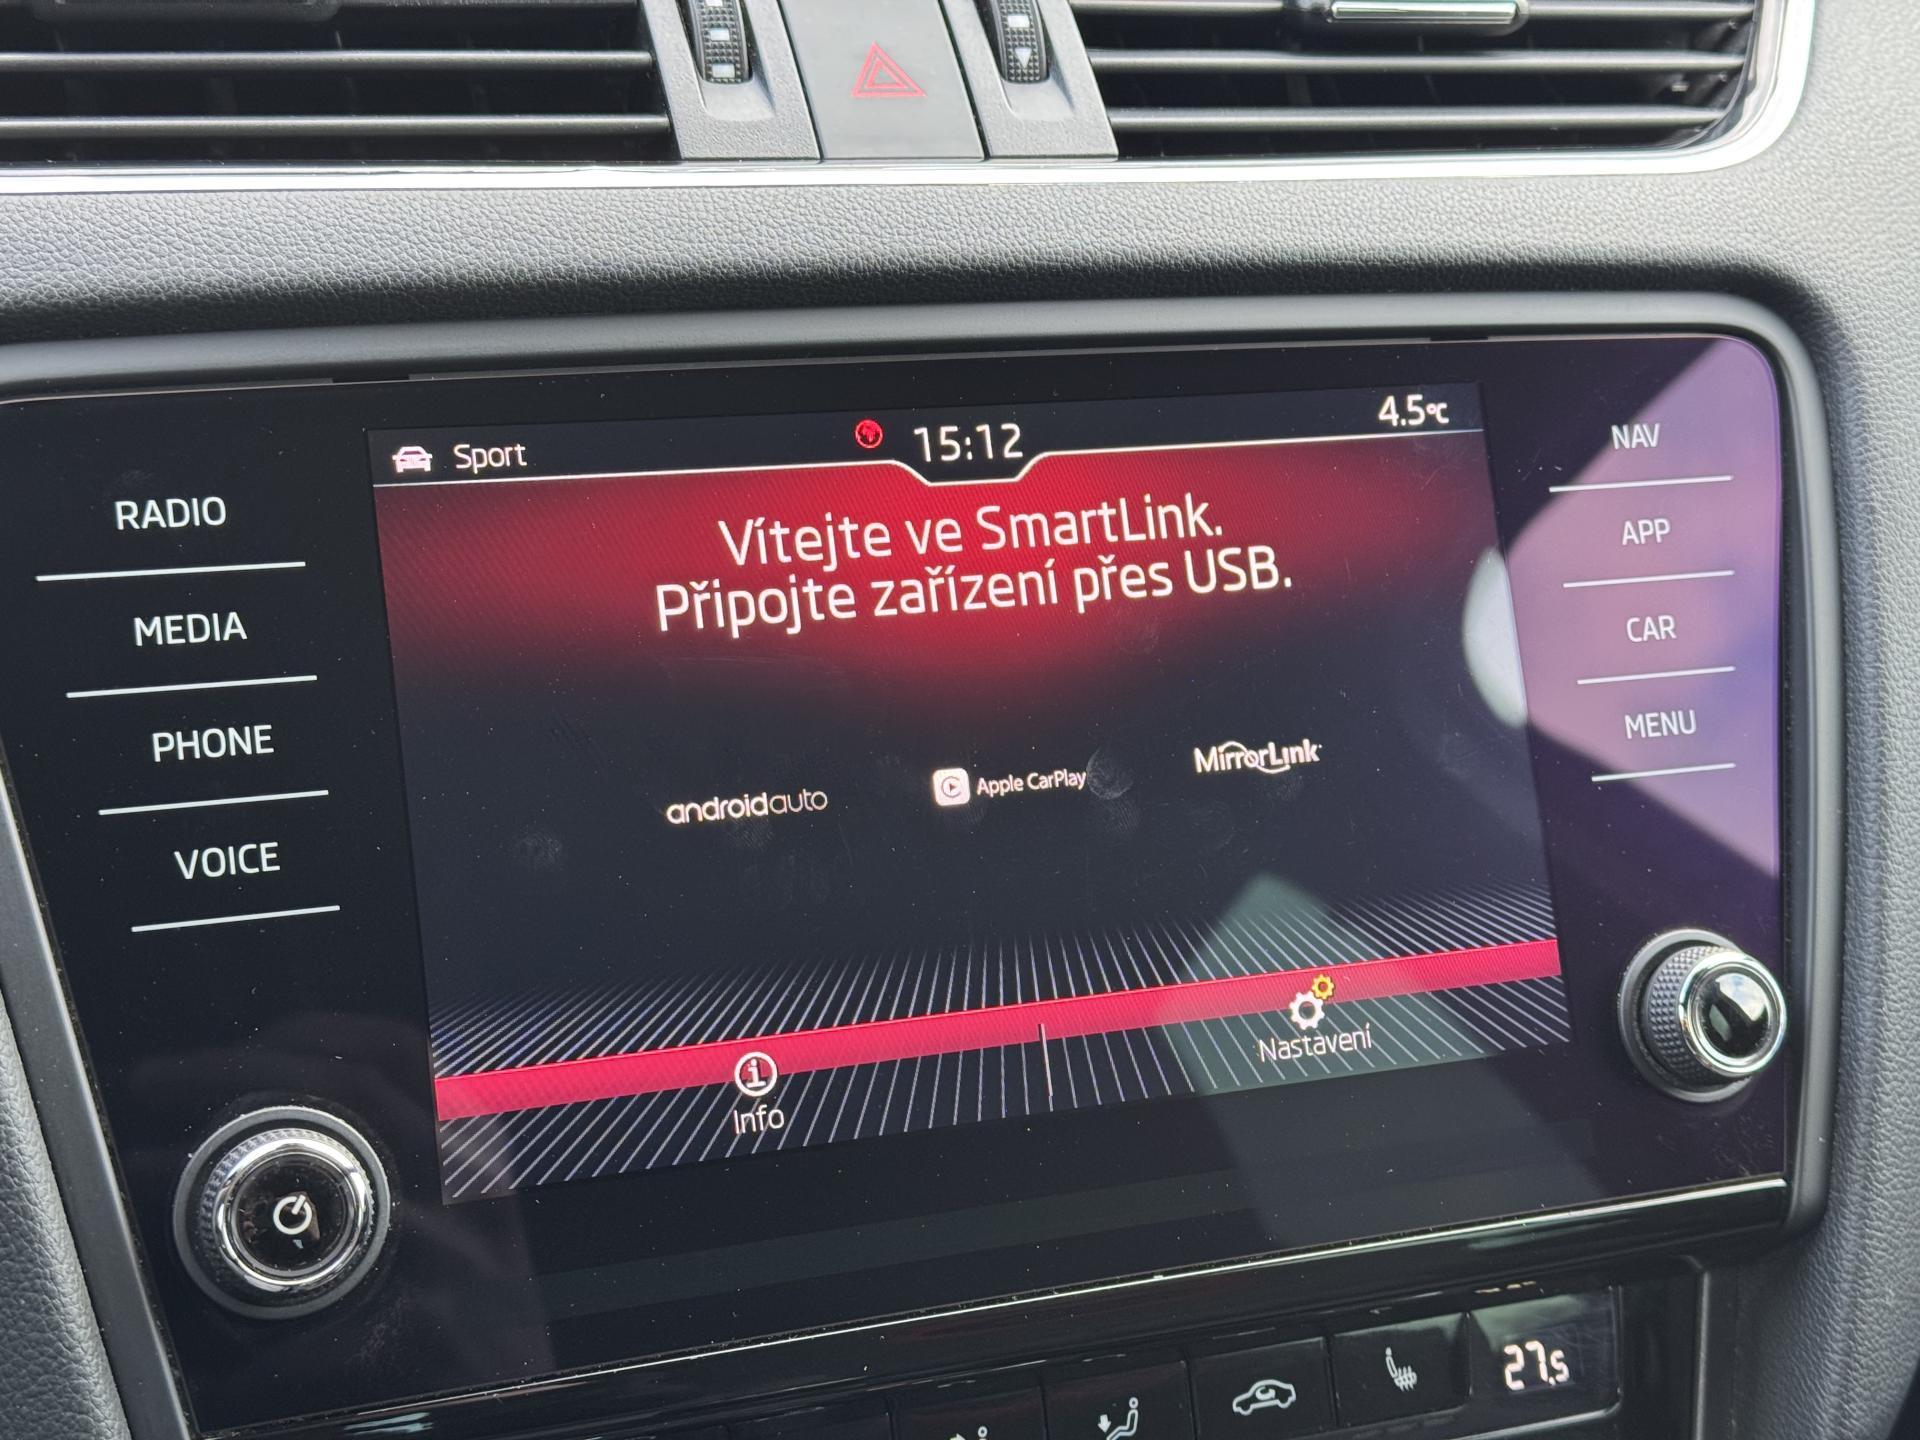 Sport
15:12
4.5°C
Vítejte ve SmartLink.
Připojte zařízení přes USB.
androidauto
Apple CarPlay
MirrorLink
Info
Nastavení
RADIO
MEDIA
PHONE
VOICE
NAV
APP
CAR
MENU
27,5